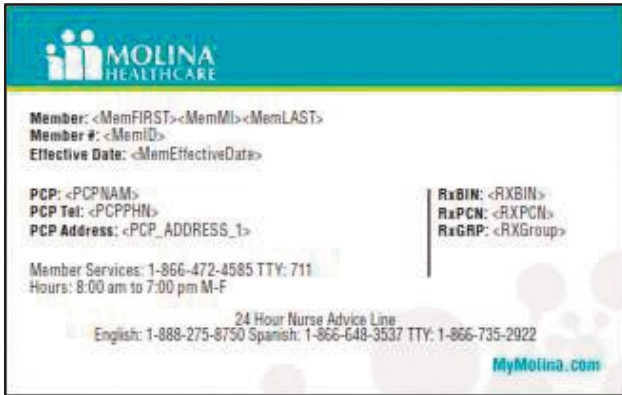 MOLINA
HEALTHCARE
Member: <MemFIRST><MemMI><MemLAST>
Member #: <MemID>
Effective Date: <MemEffectiveDate>
PCP: <PCPNAM>
PCP Tel: <PCPPHN>
PCP Address: <PCP_ADDRESS_1>
RxBIN: <RXBIN>
RxPCN: <RXPCN>
RxGRP: <RXGroup>
Member Services: 1-866-472-4585 TTY: 711
Hours: 8:00 am to 7:00 pm M-F
24 Hour Nurse Advice Line
English: 1-888-275-8750 Spanish: 1-866-648-3537 TTY: 1-866-735-2922
MyMolina.com